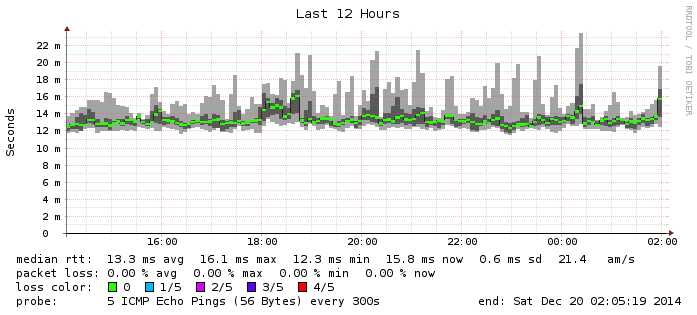 Last 12 Hours
RRDTOOL / TOBI OETIKER
Seconds
22 m
20 m
18 m
16 m
14 m
12 m
10 m
8 m
6 m
4 m
2 m
0
16:00 18:00 20:00 22:00 00:00 02:00
median rtt: 13.3 ms avg 16.1 ms max 12.3 ms min 15.8 ms now 0.6 ms sd 21.4 am/s
packet loss: 0.00 % avg 0.00 % max 0.00 % min 0.00 % now
loss color: 0 1/5 2/5 3/5 4/5
probe: 5 ICMP Echo Pings (56 Bytes) every 300s end: Sat Dec 20 02:05:19 2014